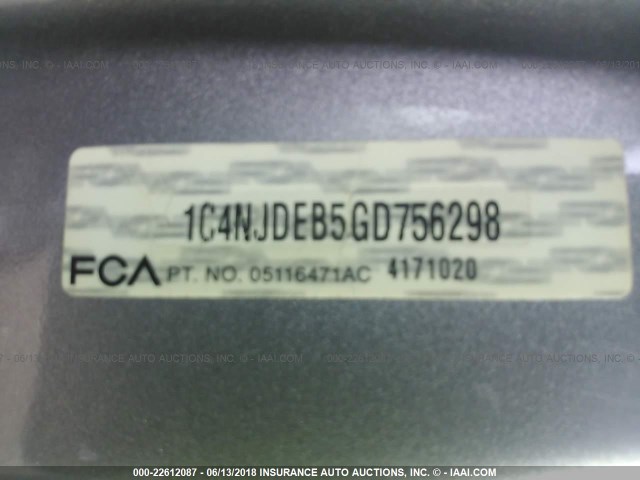 1C4NJDEB5GD756298
FCA PT. NO. 05116471AC 4171020
000-22612087 - 06/13/2018 INSURANCE AUTO AUCTIONS, INC. © - IAAI.COM